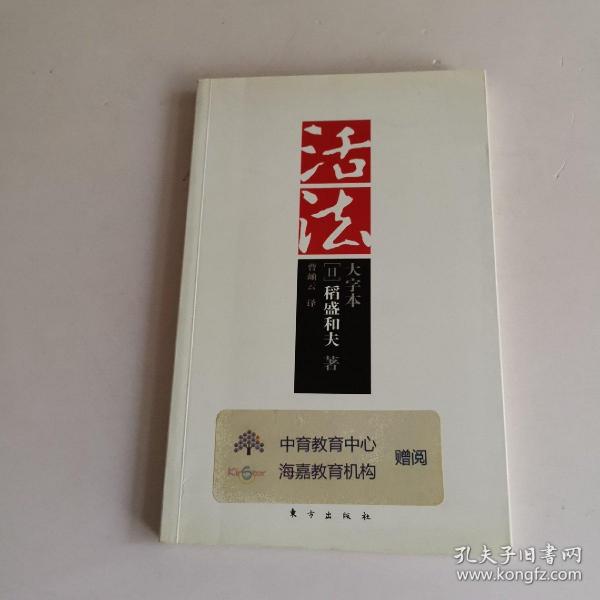 活法
大字本
[日]稻盛和夫 著
曹岫云 译
中育教育中心
海嘉教育机构
赠阅
东方出版社
孔夫子旧书网
www.kongfz.com